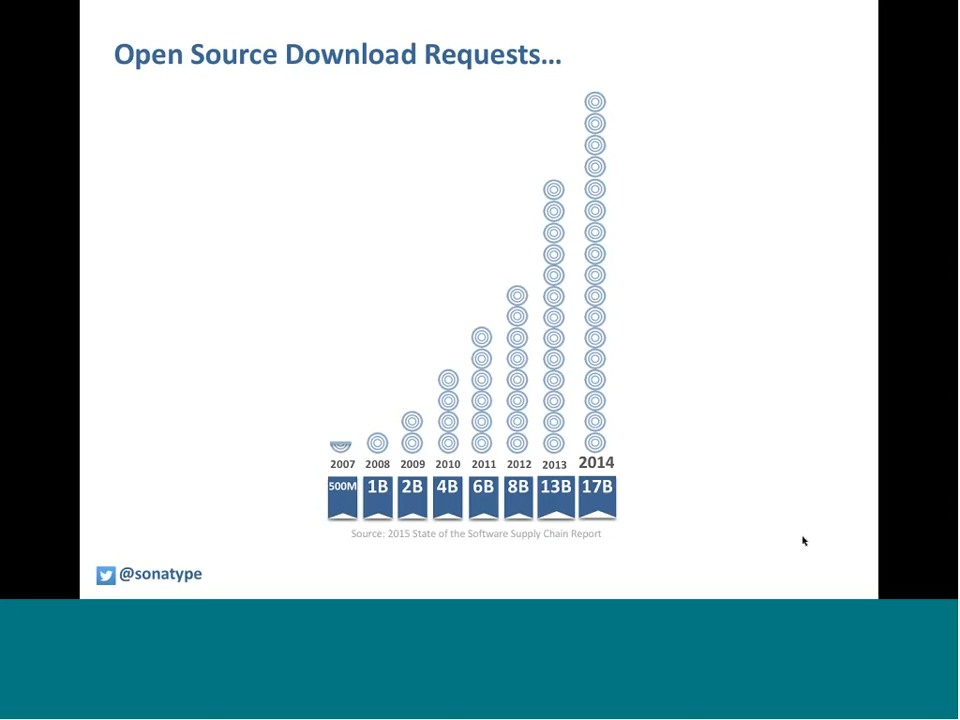 Open Source Download Requests…
2007 2008 2009 2010 2011 2012 2013 2014
500M 1B 2B 4B 6B 8B 13B 17B
Source: 2015 State of the Software Supply Chain Report
@sonatype